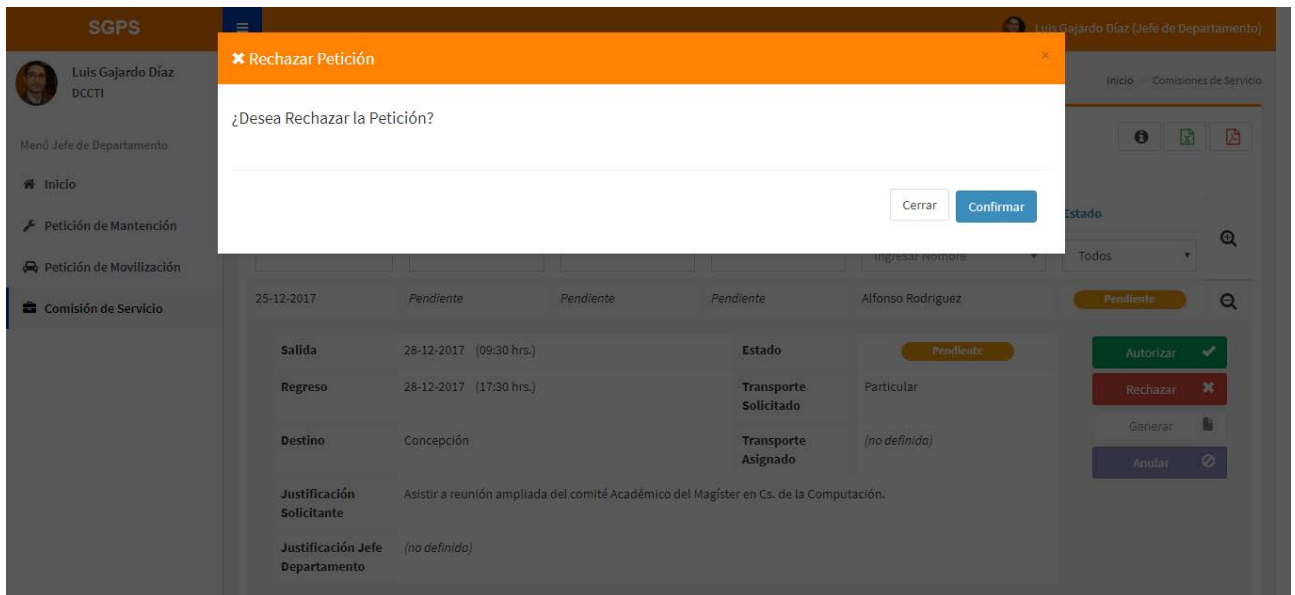 SGPS
Luis Gajardo Díaz (Jefe de Departamento)
Luis Gajardo Díaz
DCCTI
Menú Jefe de Departamento
Inicio
Petición de Mantención
Petición de Movilización
Comisión de Servicio
Rechazar Petición
×
¿Desea Rechazar la Petición?
Cerrar
Confirmar
Inicio
Comisiones de Servicio
Estado
Ingresar Nombre
Todos
25-12-2017 Pendiente Pendiente Pendiente Alfonso Rodriguez Pendiente
Salida 28-12-2017 (09:30 hrs.) Estado Pendiente
Regreso 28-12-2017 (17:30 hrs.) Transporte Particular
Solicitado
Destino Concepción Transporte (no definida)
Asignado
Justificación Asistir a reunión ampliada del comité Académico del Magíster en Cs. de la Computación.
Solicitante
Justificación Jefe (no definida)
Departamento
Autorizar
Rechazar
Generar
Anular